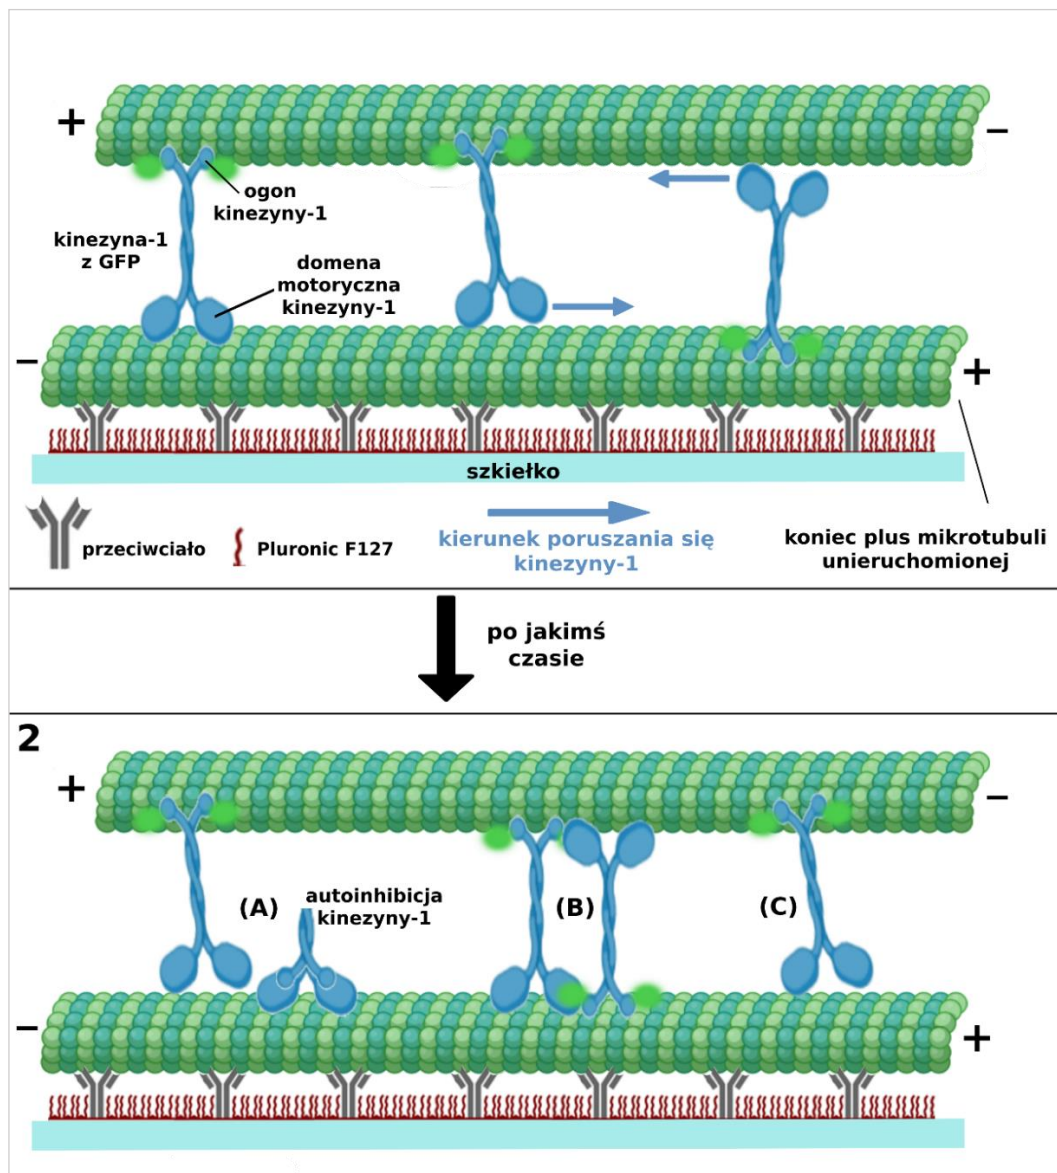 +
–
ogon
kinezyny-1
kinezyna-1
z GFP
domena
motoryczna
kinezyny-1
–
+
szkiełko
przeciwciało
Pluronic F127
kierunek poruszania się
kinezyny-1
koniec plus mikrotubuli
unieruchomionej
po jakimś
czasie
2
+
–
(A)
autoinhibicja
kinezyny-1
(B)
(C)
–
+